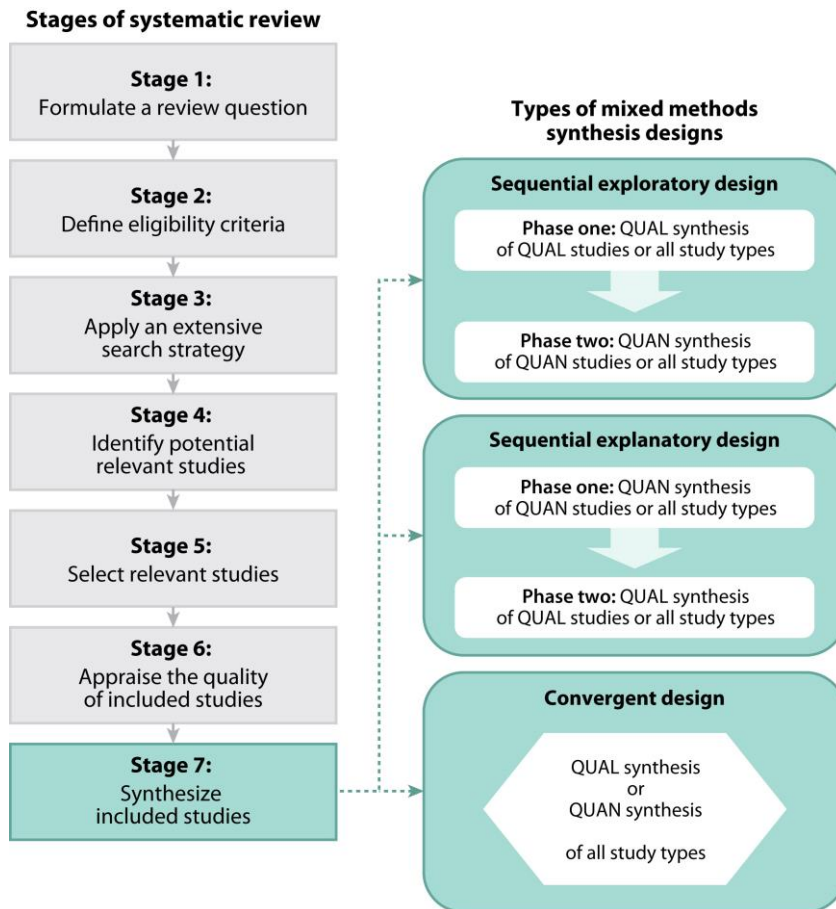 Stages of systematic review
Stage 1:
Formulate a review question
Stage 2:
Define eligibility criteria
Stage 3:
Apply an extensive
search strategy
Stage 4:
Identify potential
relevant studies
Stage 5:
Select relevant studies
Stage 6:
Appraise the quality
of included studies
Stage 7:
Synthesize
included studies
Types of mixed methods
synthesis designs
Sequential exploratory design
Phase one: QUAL synthesis
of QUAL studies or all study types
Phase two: QUAN synthesis
of QUAN studies or all study types
Sequential explanatory design
Phase one: QUAN synthesis
of QUAN studies or all study types
Phase two: QUAL synthesis
of QUAL studies or all study types
Convergent design
QUAL synthesis
or
QUAN synthesis
of all study types